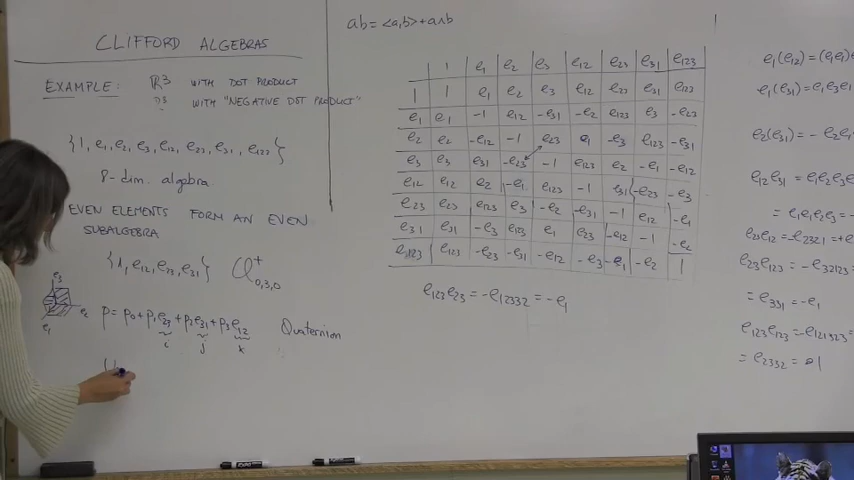 CLIFFORD ALGEBRAS
EXAMPLE: ℝ³ WITH DOT PRODUCT
WITH "NEGATIVE DOT PRODUCT"
{1, e₁, e₂, e₃, e₁₂, e₂₃, e₃₁, e₁₂₃}
8-dim. algebra
EVEN ELEMENTS FORM AN EVEN
SUBALGEBRA
{1, e₁₂, e₂₃, e₃₁} Cl⁺₀,₃,₀
e₃
e₂
e₁
p = p₀ + p₁e₂₃ + p₂e₃₁ + p₃e₁₂ Quaternion
i j k
ab = <a,b> + a∧b
1 e₁ e₂ e₃ e₁₂ e₂₃ e₃₁ e₁₂₃
1 1 e₁ e₂ e₃ e₁₂ e₂₃ e₃₁ e₁₂₃
e₁ e₁ -1 e₁₂ -e₃₁ -e₂ e₁₂₃ e₃ -e₂₃
e₂ e₂ -e₁₂ -1 e₂₃ e₁ -e₃ e₁₂₃ -e₃₁
e₃ e₃ e₃₁ -e₂₃ -1 e₁₂₃ e₂ -e₁ -e₁₂
e₁₂ e₁₂ e₂ -e₁ e₁₂₃ -1 e₃₁ -e₂₃ -e₃
e₂₃ e₂₃ e₁₂₃ e₃ -e₂ -e₃₁ -1 e₁₂ -e₁
e₃₁ e₃₁ -e₃ e₁₂₃ e₁ e₂₃ -e₁₂ -1 -e₂
e₁₂₃ e₁₂₃ -e₂₃ -e₃₁ -e₁₂ -e₃ -e₁ -e₂ 1
e₁₂₃e₂₃ = -e₁₂₃₃₂ = -e₁
e₁(e₁₂) = (e₁e₁)
e₁(e₃₁) = e₁e₃e₁
e₂(e₃₁) = -e₂e₁
e₁₂e₃₁ = e₁e₂e₃e
= e₁e₁e₂e₃ = -
e₂₃e₁₂ = -e₂₃₂₁ = +e
e₂₃e₁₂₃ = -e₃₂₁₂₃
= e₃₃₁ = -e₁
e₁₂₃e₁₂₃ = -e₁₂₁₃₂₃
= e₂₃₃₂ = 1